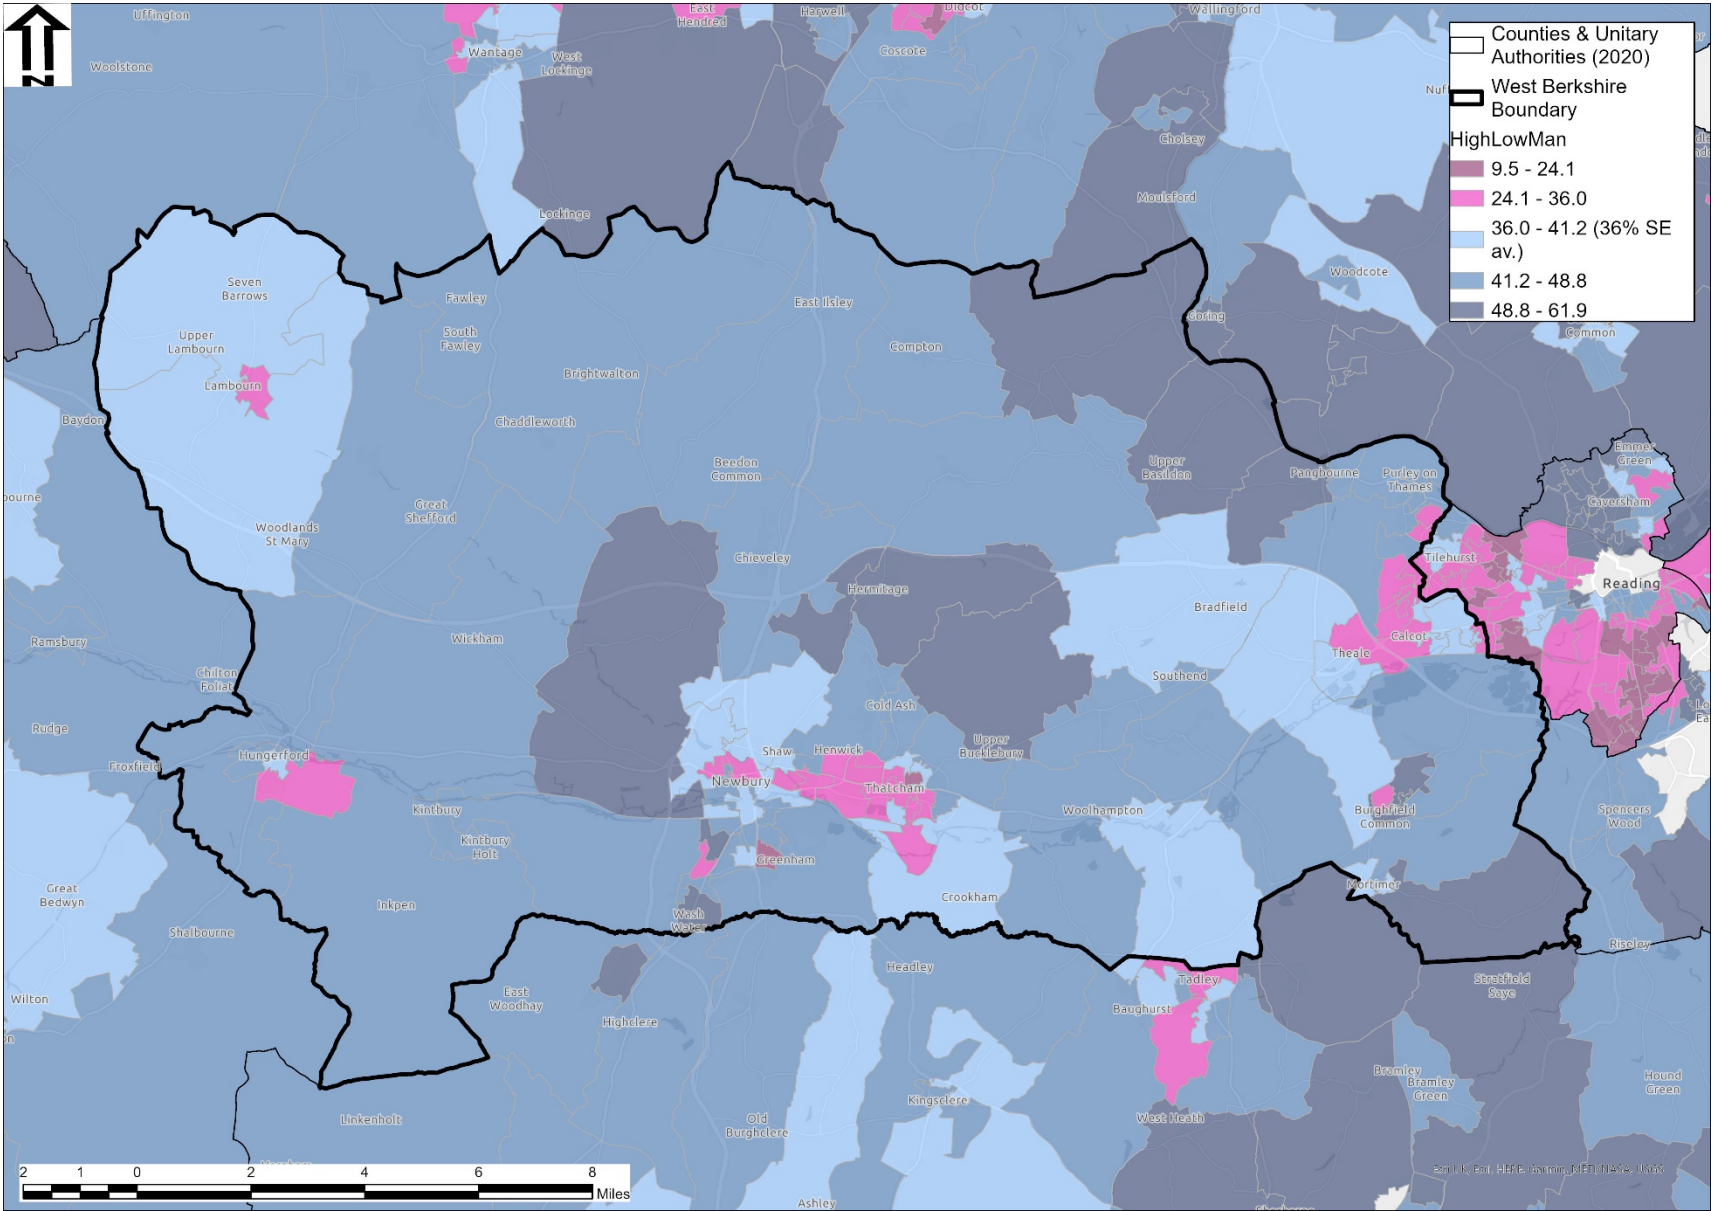 Uffington
East
Hendred
Harwell
Didcot
Wallingford
Woolstone
Wantage
West
Lockinge
Coscote
N
Counties & Unitary
Authorities (2020)
West Berkshire
Boundary
HighLowMan
9.5 - 24.1
24.1 - 36.0
36.0 - 41.2 (36% SE
av.)
41.2 - 48.8
48.8 - 61.9
Nuf
Cholsey
Moulsford
Lockinge
Woodcote
Seven
Barrows
Fawley
East Ilsley
Goring
Common
Upper
Lambourn
South
Fawley
Compton
Lambourn
Brightwalton
Baydon
Chaddleworth
Emmer
Green
Beedon
Common
Upper
Basildon
Pangbourne
Purley on
Thames
bourne
Great
Shefford
Caversham
Woodlands
St Mary
Chieveley
Tilehurst
Hermitage
Reading
Bradfield
Ramsbury
Wickham
Calcot
Theale
Chilton
Foliat
Southend
Cold Ash
Rudge
Upper
Bucklebury
Hungerford
Froxfield
Shaw
Henwick
Newbury
Thatcham
Kintbury
Woolhampton
Burghfield
Common
Spencers
Wood
Kintbury
Holt
Greenham
Great
Bedwyn
Inkpen
Crookham
Mortimer
Wash
Water
Shalbourne
Riseley
Headley
Tadley
Stratfield
Saye
Wilton
East
Woodhay
Baughurst
Highclere
Bramley
Bramley
Green
Hound
Green
Kingsclere
Linkenholt
Old
Burghclere
West Heath
2 1 0 2 4 6 8
Miles
Ashley